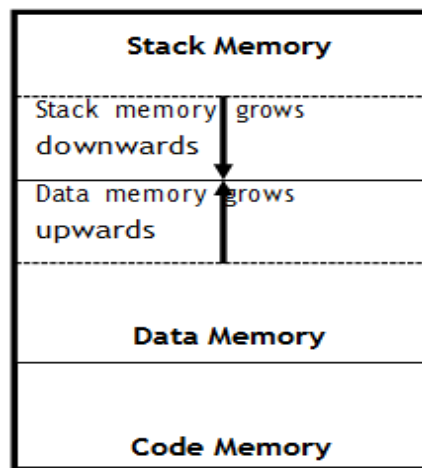 Stack Memory
Stack memory grows
downwards
Data memory grows
upwards
Data Memory
Code Memory